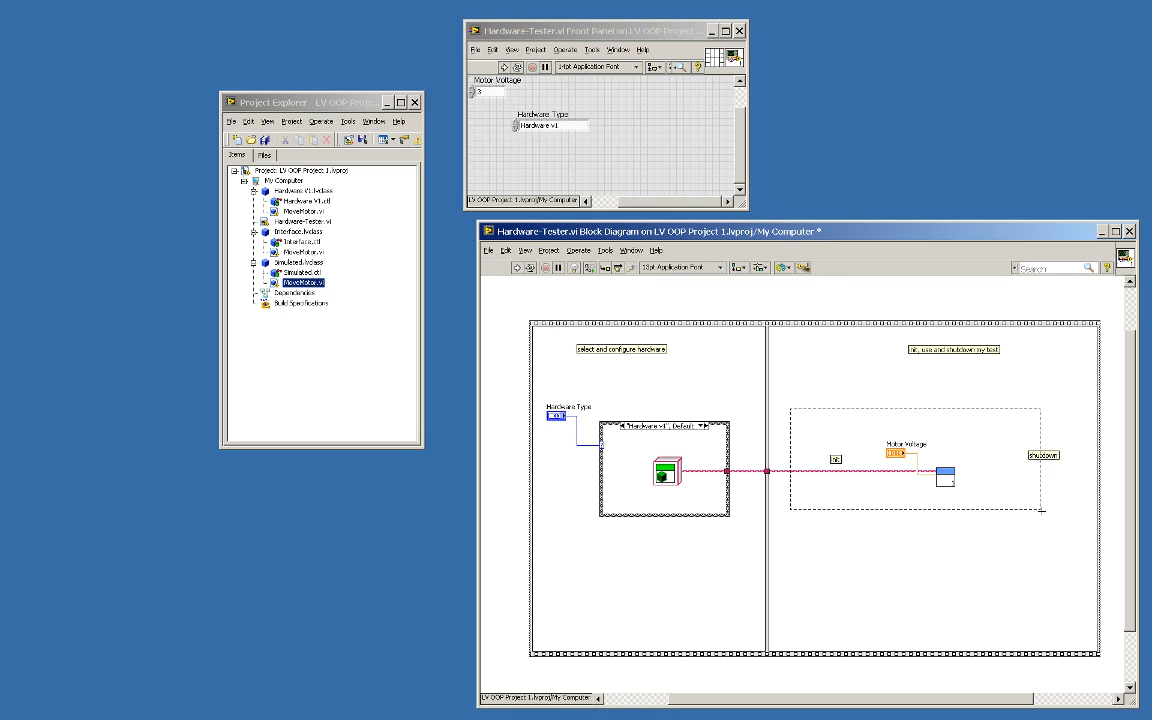 Hardware-Tester.vi Front Panel on LV OOP Project ...
File Edit View Project Operate Tools Window Help
14pt Application Font
Motor Voltage
3
Hardware Type
Hardware v1
LV OOP Project 1.lvproj/My Computer
Project Explorer - LV OOP Proje...
File Edit View Project Operate Tools Window Help
Items Files
Project: LV OOP Project 1.lvproj
My Computer
Hardware V1.lvclass
Hardware V1.ctl
MoveMotor.vi
Hardware-Tester.vi
Interface.lvclass
Interface.ctl
MoveMotor.vi
Simulated.lvclass
Simulated.ctl
MoveMotor.vi
Dependencies
Build Specifications
Hardware-Tester.vi Block Diagram on LV OOP Project 1.lvproj/My Computer *
File Edit View Project Operate Tools Window Help
13pt Application Font
Search
select and configure hardware
init, use and shutdown my test
Hardware Type
"Hardware v1", Default
Motor Voltage
init
shutdown
LV OOP Project 1.lvproj/My Computer